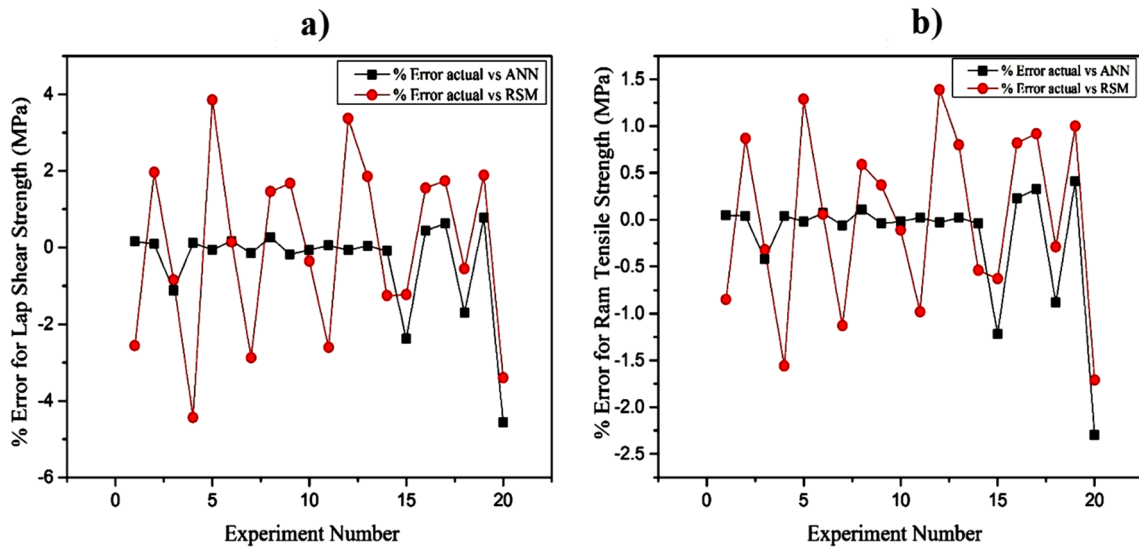 a)
% Error for Lap Shear Strength (MPa)
4
2
0
-2
-4
-6
% Error actual vs ANN
% Error actual vs RSM
0 5 10 15 20
Experiment Number
b)
% Error for Ram Tensile Strength (MPa)
1.5
1.0
0.5
0.0
-0.5
-1.0
-1.5
-2.0
-2.5
% Error actual vs ANN
% Error actual vs RSM
0 5 10 15 20
Experiment Number